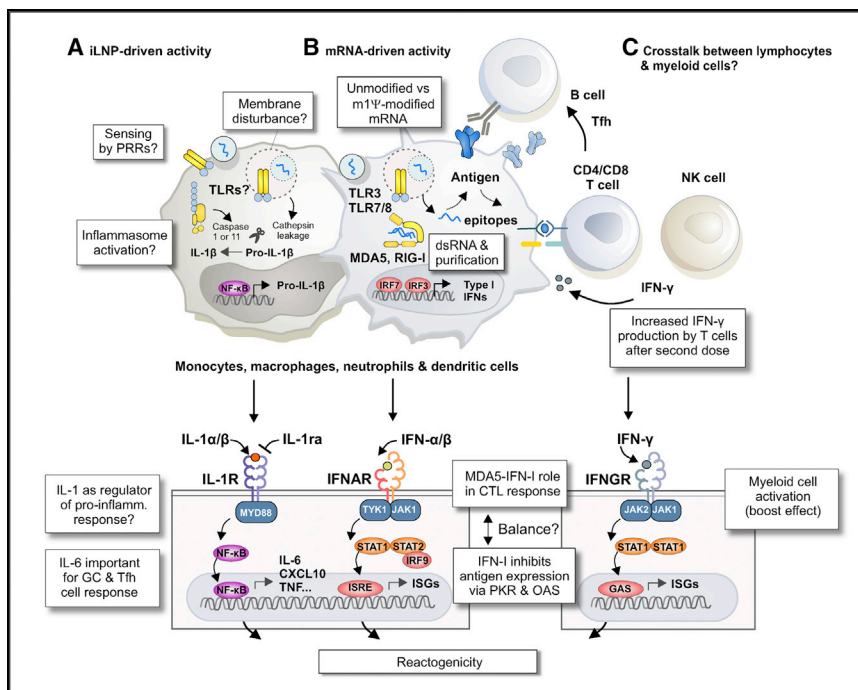 A iLNP-driven activity
B mRNA-driven activity
C Crosstalk between lymphocytes
& myeloid cells?
Membrane
disturbance?
Unmodified vs
m1Ψ-modified
mRNA
Sensing
by PRRs?
B cell
Tfh
TLRs?
TLR3
TLR7/8
Antigen
epitopes
CD4/CD8
T cell
NK cell
Caspase
1 or 11
Cathepsin
leakage
Inflammasome
activation?
IL-1β
Pro-IL-1β
MDA5, RIG-I
dsRNA &
purification
NF-κB
Pro-IL-1β
IRF7
IRF3
Type I
IFNs
IFN-γ
Increased IFN-γ
production by T cells
after second dose
Monocytes, macrophages, neutrophils & dendritic cells
IL-1α/β
IL-1ra
IFN-α/β
IFN-γ
IL-1R
IFNAR
IFNGR
IL-1 as regulator
of pro-inflamm.
response?
MDA5-IFN-I role
in CTL response
Myeloid cell
activation
(boost effect)
MYD88
TYK1
JAK1
JAK2
JAK1
Balance?
IL-6 important
for GC & Tfh
cell response
NF-κB
STAT1
STAT2
IRF9
STAT1
STAT1
IFN-I inhibits
antigen expression
via PKR & OAS
NF-κB
IL-6
CXCL10
TNF...
ISRE
ISGs
GAS
ISGs
Reactogenicity